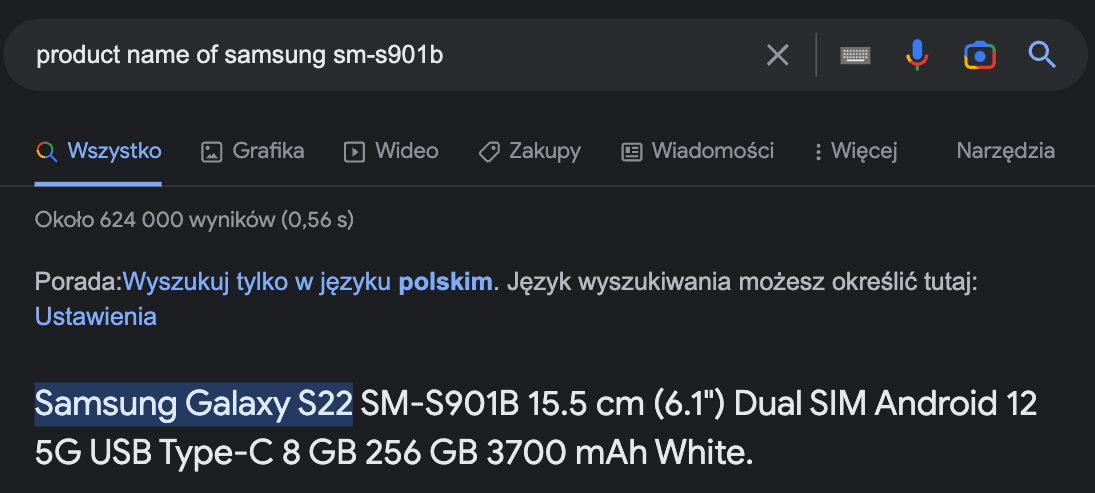 product name of samsung sm-s901b
Wszystko Grafika Wideo Zakupy Wiadomości Więcej Narzędzia
Około 624 000 wyników (0,56 s)
Porada:Wyszukuj tylko w języku polskim. Język wyszukiwania możesz określić tutaj:
Ustawienia
Samsung Galaxy S22 SM-S901B 15.5 cm (6.1") Dual SIM Android 12
5G USB Type-C 8 GB 256 GB 3700 mAh White.